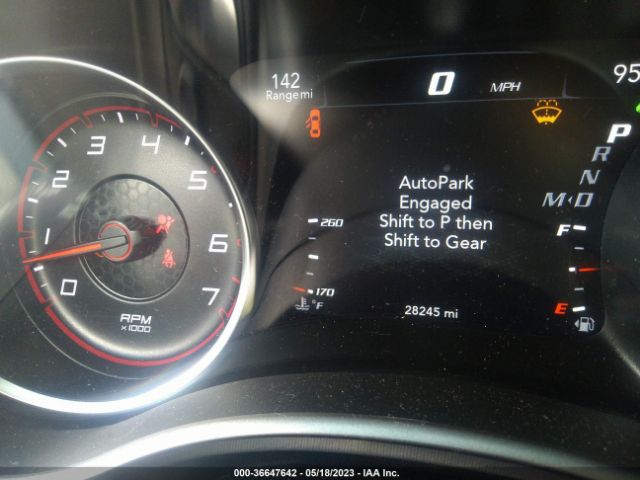 142
Range mi
0 MPH
95
P
R
N
M D
AutoPark
Engaged
Shift to P then
Shift to Gear
260
170
°F
28245 mi
F
E
0
1
2
3
4
5
6
7
RPM
x1000
000-36647642 / 05/18/2023 - IAA Inc.